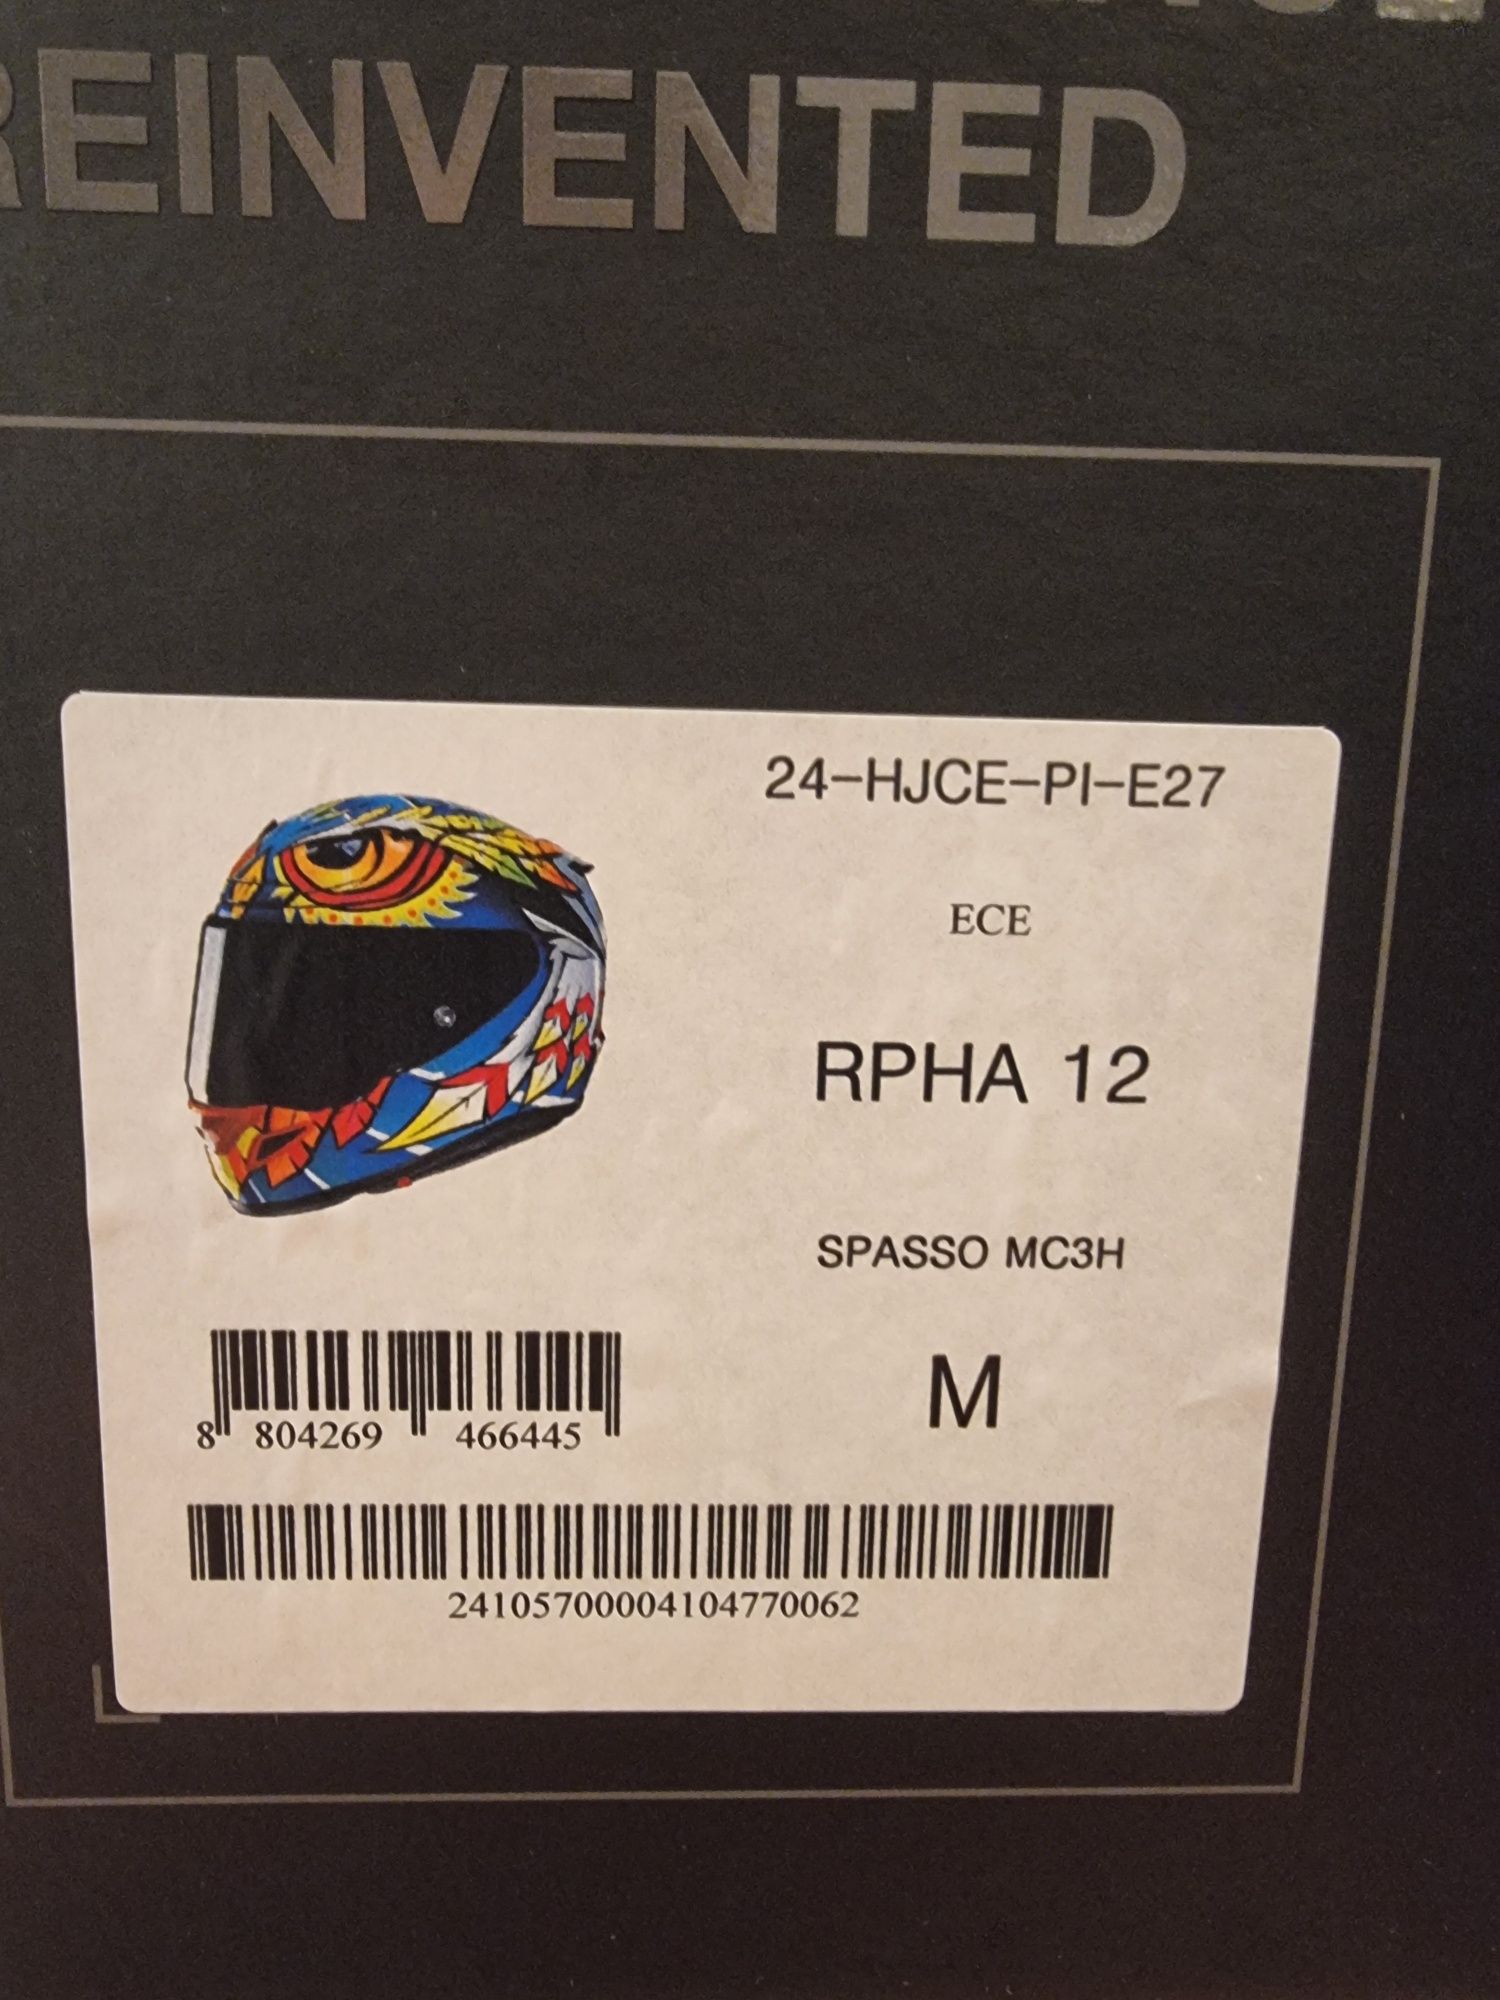 REINVENTED
24-HJCE-PI-E27
ECE
RPHA 12
SPASSO MC3H
M
8 804269 466445
24105700004104770062